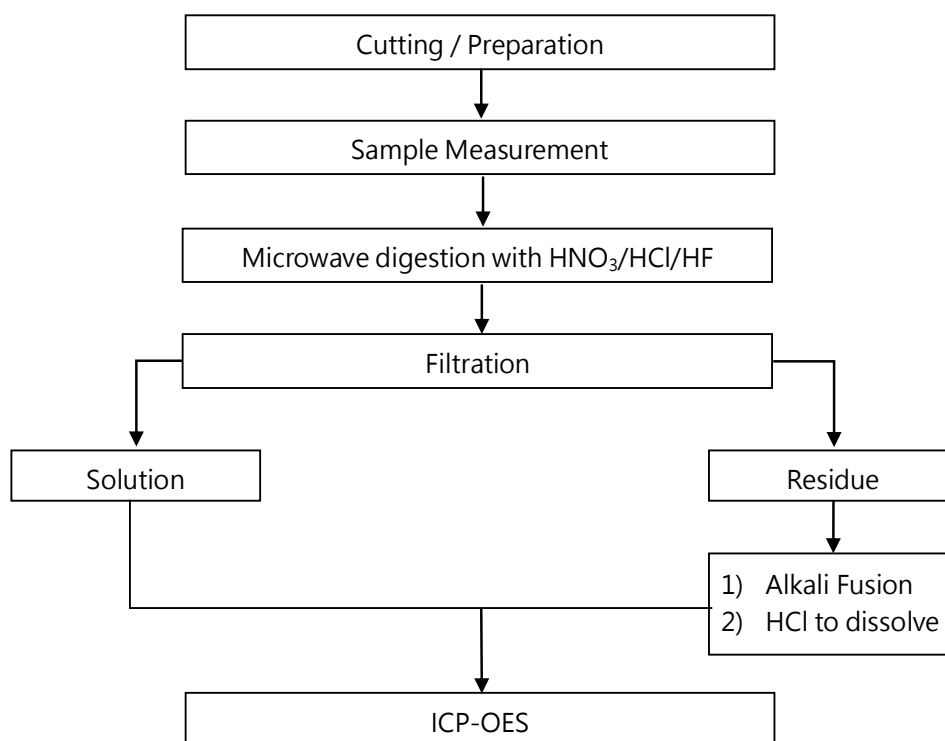 Cutting / Preparation
Sample Measurement
Microwave digestion with HNO₃/HCl/HF
Filtration
Solution
Residue
1) Alkali Fusion
2) HCl to dissolve
ICP-OES